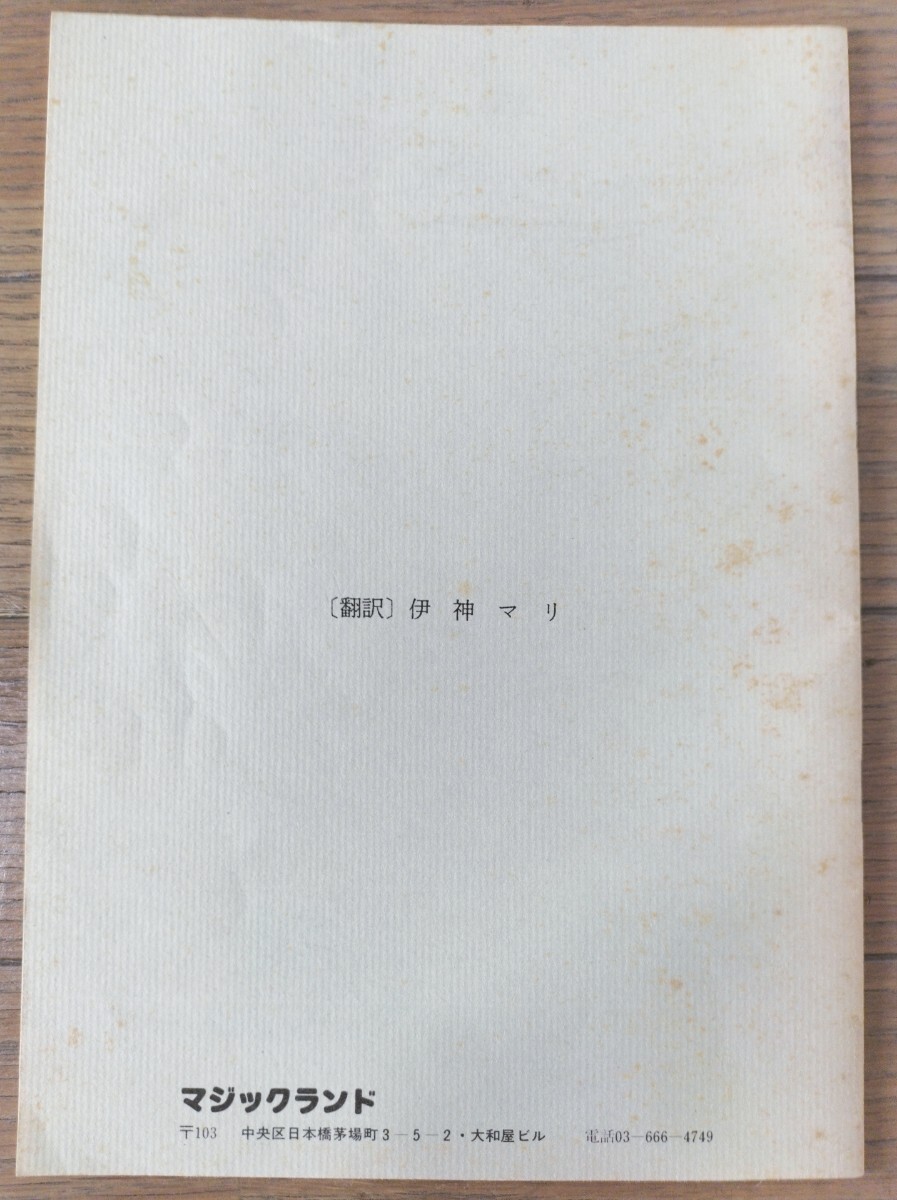 〔翻訳〕伊神マリ
マジックランド
〒103 中央区日本橋茅場町3-5-2・大和屋ビル 電話03-666-4749